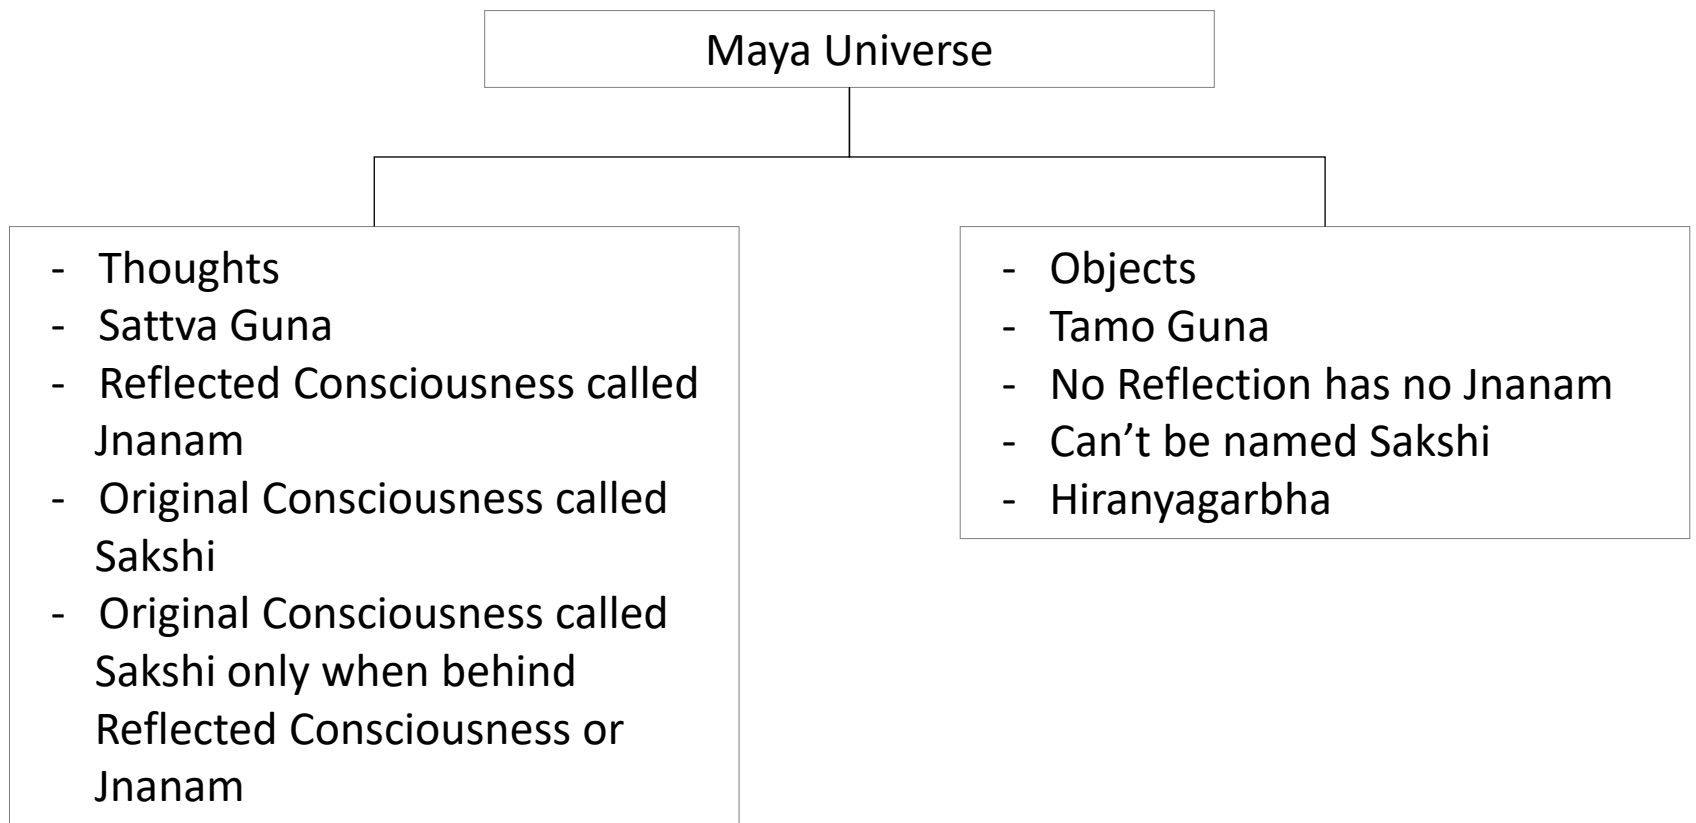 Maya Universe
- Thoughts
- Sattva Guna
- Reflected Consciousness called
Jnanam
- Original Consciousness called
Sakshi
- Original Consciousness called
Sakshi only when behind
Reflected Consciousness or
Jnanam
- Objects
- Tamo Guna
- No Reflection has no Jnanam
- Can’t be named Sakshi
- Hiranyagarbha